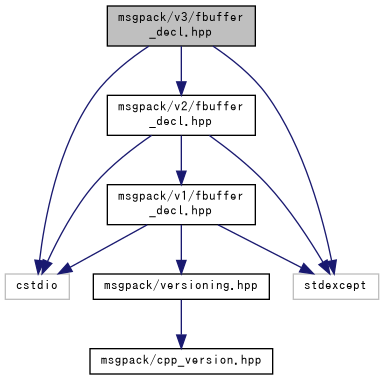 msgpack/v3/fbuffer
_decl.hpp
msgpack/v2/fbuffer
_decl.hpp
msgpack/v1/fbuffer
_decl.hpp
cstdio
msgpack/versioning.hpp
stdexcept
msgpack/cpp_version.hpp